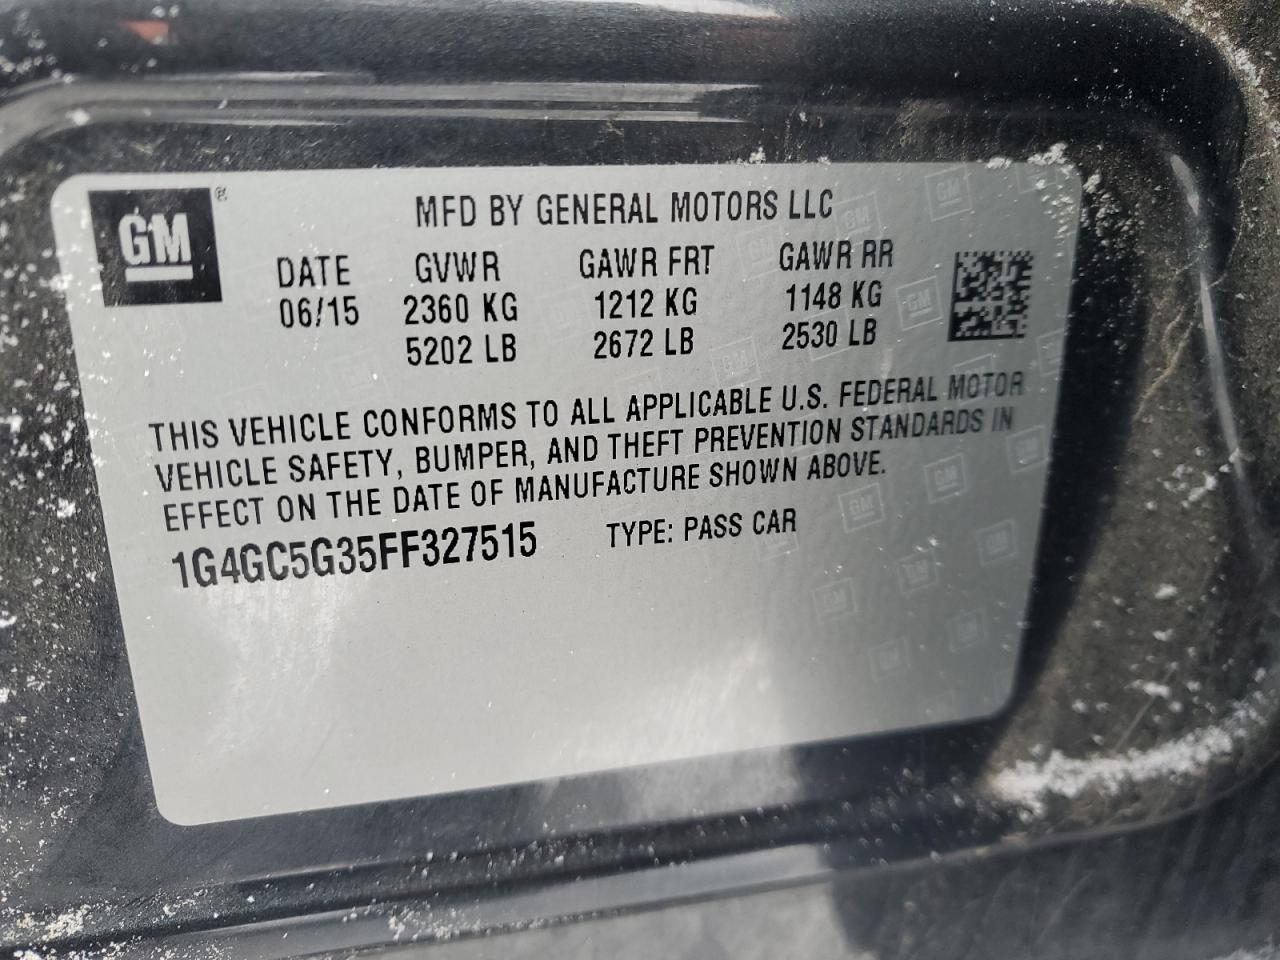 GM®
MFD BY GENERAL MOTORS LLC
DATE GVWR GAWR FRT GAWR RR
06/15 2360 KG 1212 KG 1148 KG
5202 LB 2672 LB 2530 LB
THIS VEHICLE CONFORMS TO ALL APPLICABLE U.S. FEDERAL MOTOR
VEHICLE SAFETY, BUMPER, AND THEFT PREVENTION STANDARDS IN
EFFECT ON THE DATE OF MANUFACTURE SHOWN ABOVE.
1G4GC5G35FF327515 TYPE: PASS CAR